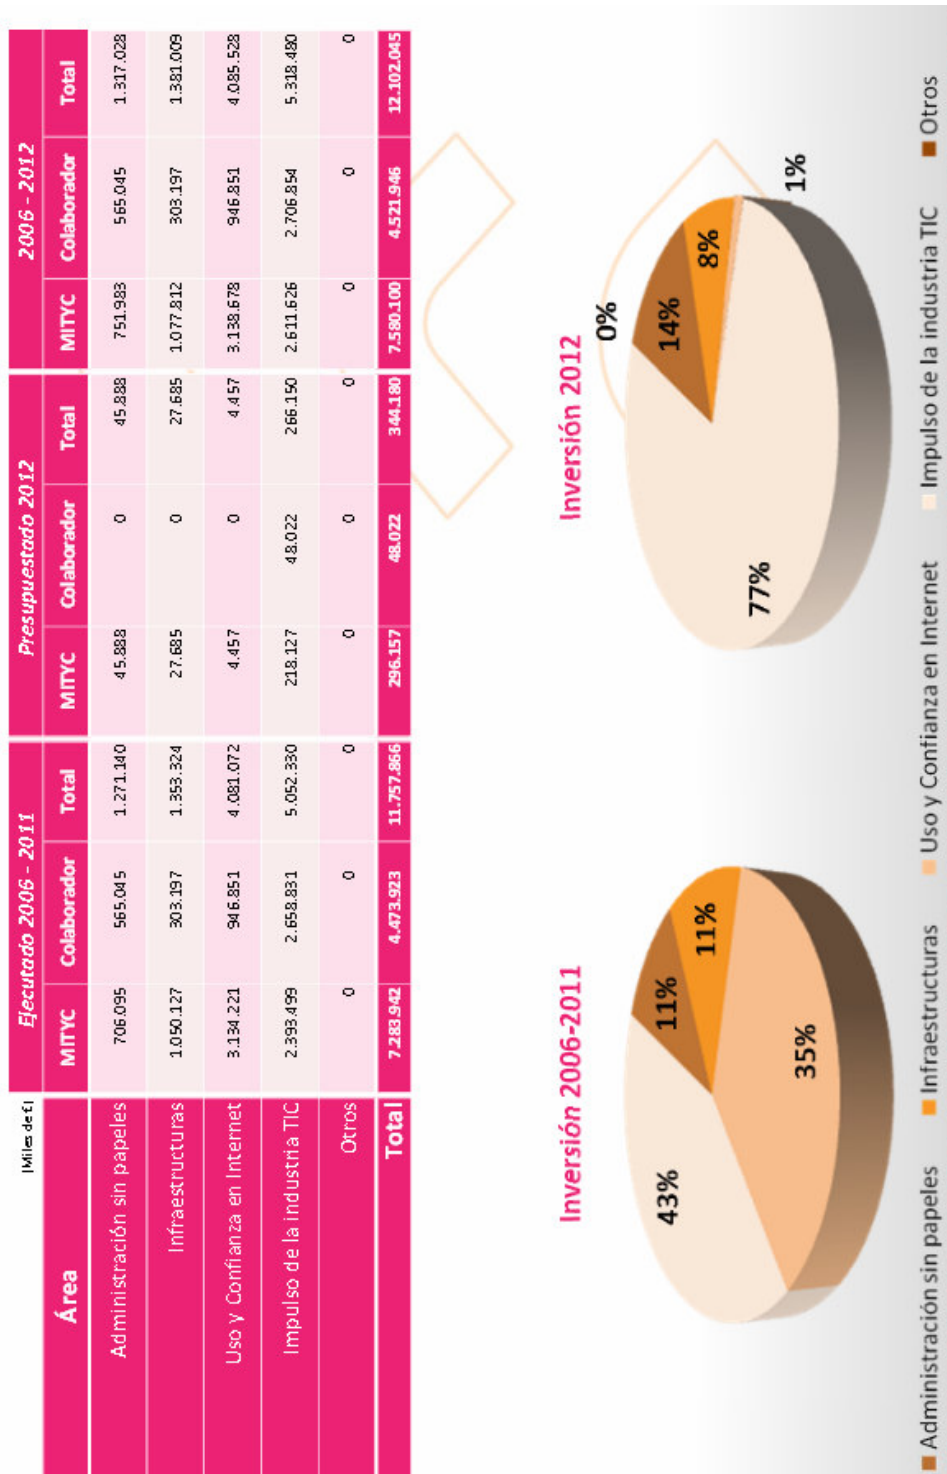 (Miles de €) Ejecutado 2006 - 2011 Presupuestado 2012 2006 - 2012
Área MITYC Colaborador Total MITYC Colaborador Total MITYC Colaborador Total
Administración sin papeles 706.095 565.045 1.271.140 45.888 0 45.888 751.983 565.045 1.317.028
Infraestructuras 1.050.127 303.197 1.353.324 27.685 0 27.685 1.077.812 303.197 1.381.009
Uso y Confianza en Internet 3.134.221 946.851 4.081.072 4.457 0 4.457 3.138.678 946.851 4.085.528
Impulso de la industria TIC 2.393.499 2.658.831 5.052.330 218.127 48.022 266.150 2.611.626 2.706.854 5.318.480
Otros 0 0 0 0 0 0 0 0 0
Total 7.283.942 4.473.923 11.757.866 296.157 48.022 344.180 7.580.100 4.521.946 12.102.045
Inversión 2006-2011
43%
11%
11%
35%
Inversión 2012
0%
14%
8%
77%
1%
Administración sin papeles Infraestructuras Uso y Confianza en Internet Impulso de la industria TIC Otros